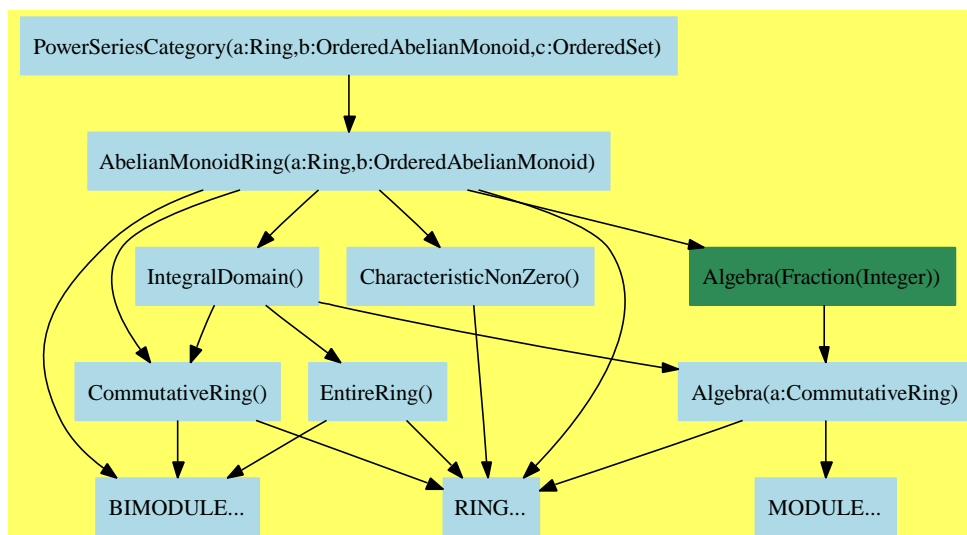 PowerSeriesCategory(a:Ring,b:OrderedAbelianMonoid,c:OrderedSet)
AbelianMonoidRing(a:Ring,b:OrderedAbelianMonoid)
IntegralDomain()
CharacteristicNonZero()
Algebra(Fraction(Integer))
CommutativeRing()
EntireRing()
Algebra(a:CommutativeRing)
BIMODULE...
RING...
MODULE...